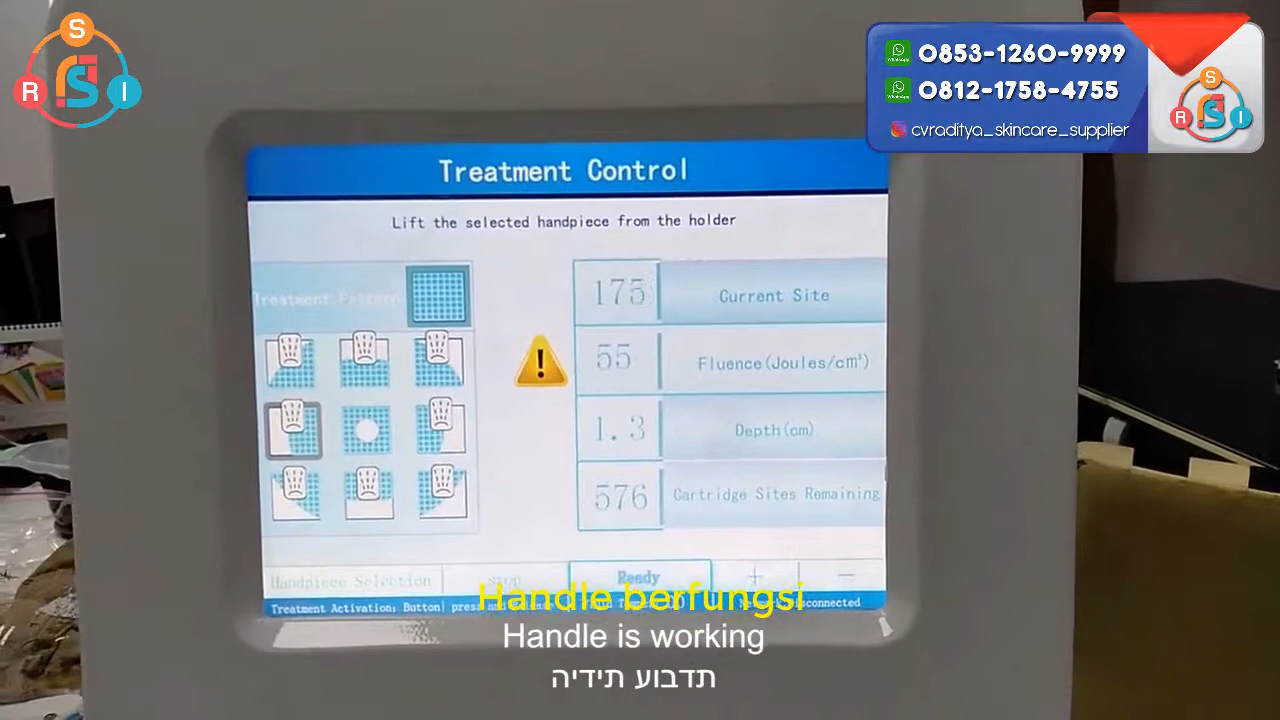 S
R
I
0853-1260-9999
0812-1758-4755
cvraditya_skincare_supplier
S
R
I
Treatment Control
Lift the selected handpiece from the holder
Treatment Pattern
175 Current Site
55 Fluence(Joules/cm²)
1.3 Depth(cm)
576 Cartridge Sites Remaining
Handpiece Selection Ready + −
Treatment Activation: Button| press and
Handle berfungsi
Handle is working
תדבוע תידיה